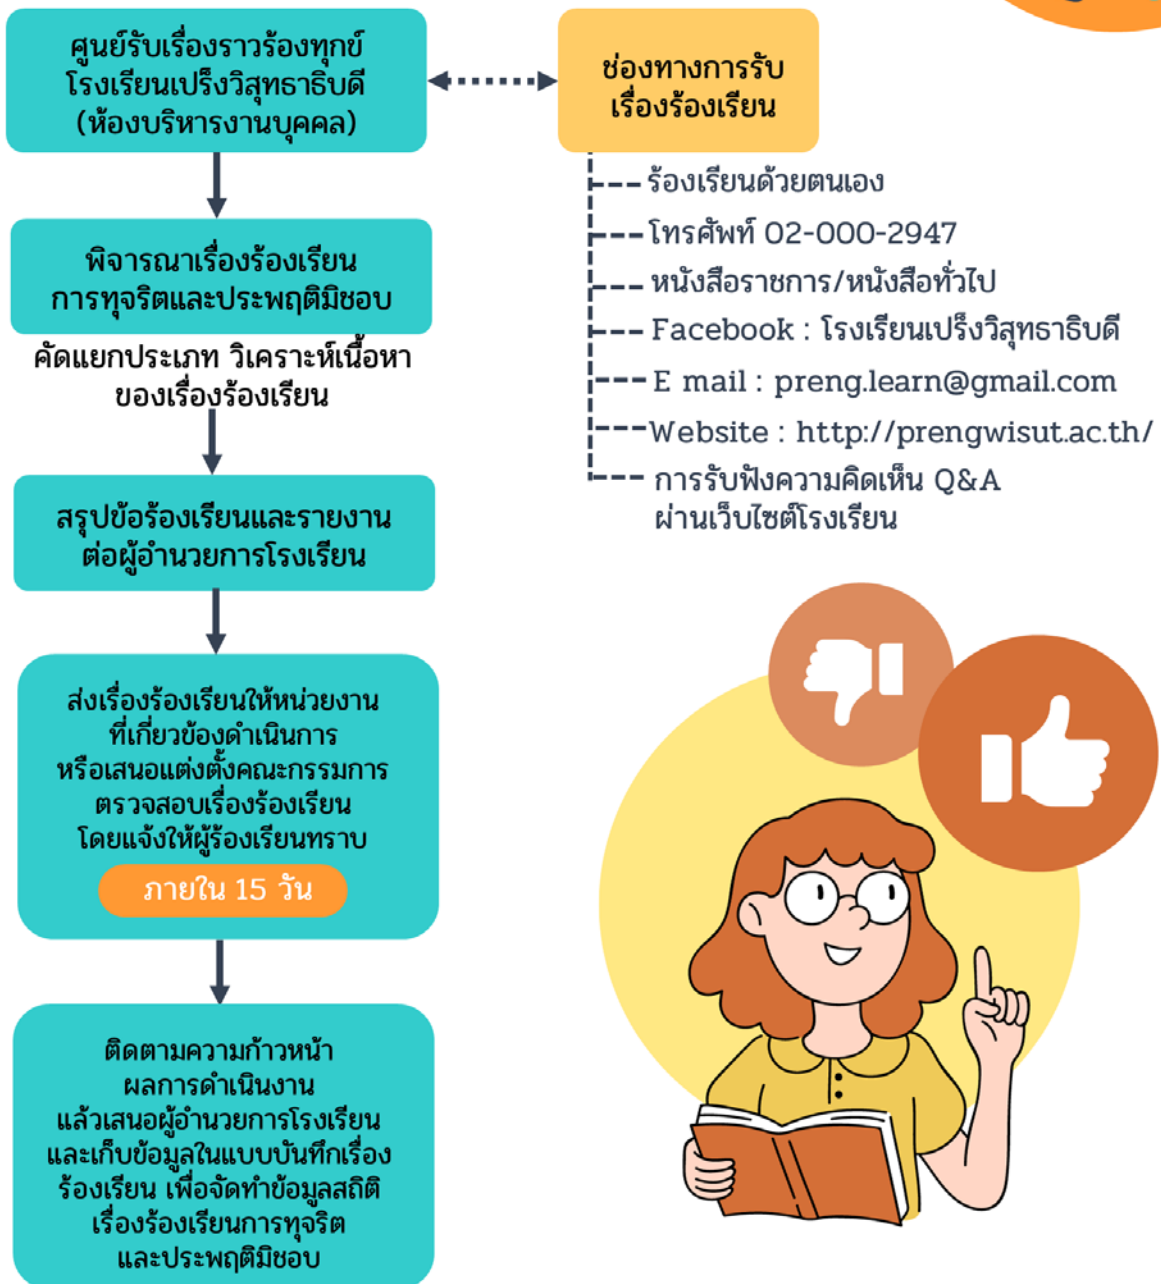 ศูนย์รับเรื่องราวร้องทุกข์
โรงเรียนเปร็งวิสุทธาธิบดี
(ห้องบริหารงานบุคคล)
ช่องทางการรับ
เรื่องร้องเรียน
ร้องเรียนด้วยตนเอง
โทรศัพท์ 02-000-2947
หนังสือราชการ/หนังสือทั่วไป
Facebook : โรงเรียนเปร็งวิสุทธาธิบดี
E mail : preng.learn@gmail.com
Website : http://prengwisut.ac.th/
การรับฟังความคิดเห็น Q&A
ผ่านเว็บไซต์โรงเรียน
พิจารณาเรื่องร้องเรียน
การทุจริตและประพฤติมิชอบ
คัดแยกประเภท วิเคราะห์เนื้อหา
ของเรื่องร้องเรียน
สรุปข้อร้องเรียนและรายงาน
ต่อผู้อำนวยการโรงเรียน
ส่งเรื่องร้องเรียนให้หน่วยงาน
ที่เกี่ยวข้องดำเนินการ
หรือเสนอแต่งตั้งคณะกรรมการ
ตรวจสอบเรื่องร้องเรียน
โดยแจ้งให้ผู้ร้องเรียนทราบ
ภายใน 15 วัน
ติดตามความก้าวหน้า
ผลการดำเนินงาน
แล้วเสนอผู้อำนวยการโรงเรียน
และเก็บข้อมูลในแบบบันทึกเรื่อง
ร้องเรียน เพื่อจัดทำข้อมูลสถิติ
เรื่องร้องเรียนการทุจริต
และประพฤติมิชอบ